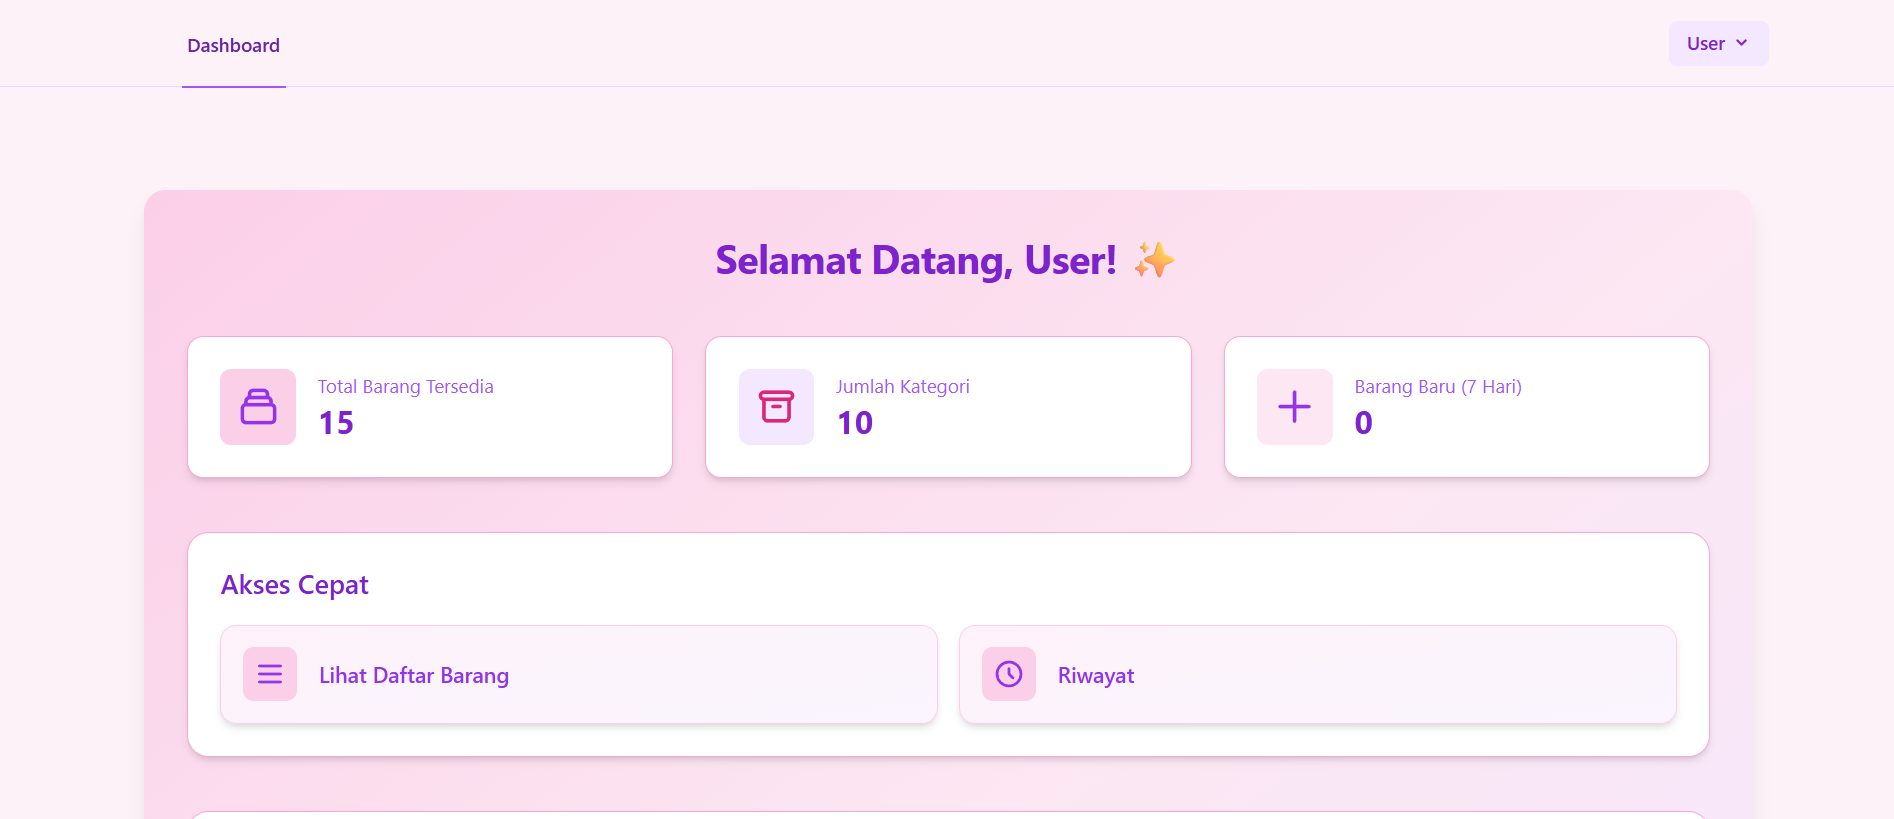 Dashboard
User
Selamat Datang, User! ✨
Total Barang Tersedia
15
Jumlah Kategori
10
Barang Baru (7 Hari)
0
Akses Cepat
Lihat Daftar Barang
Riwayat